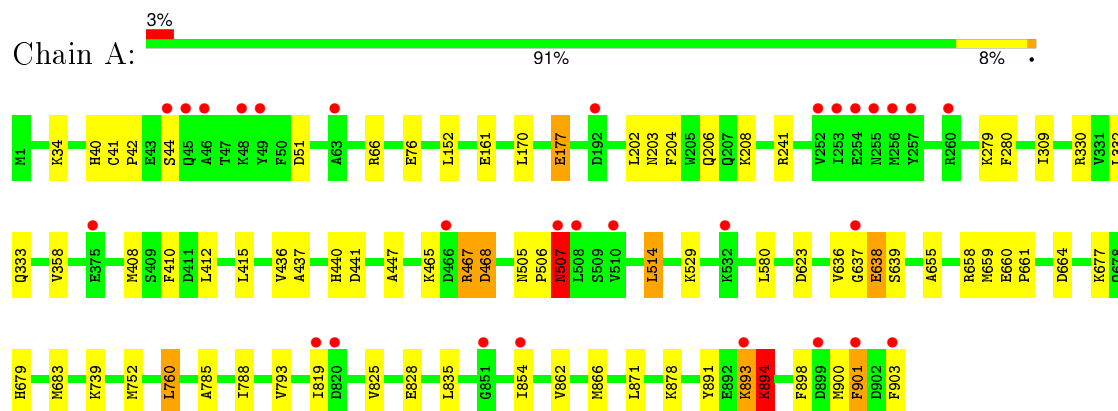 3%
Chain A:
91% 8% •
M1 K34 H40 C41 P42 E43 S44 Q45 A46 T47 K48 Y49 F50 D51 A63 R66 E76 L152 E161 L170 E177 D192 L202 N203 F204 W205 Q206 Q207 K208 R241 V252 I253 E254 N255 M256 Y257 R260 K279 F280 I309 R330 V331 L332
Q333 V358 E375 M408 S409 F410 D411 L412 L415 V436 A437 H440 D441 A447 K465 D466 R467 D468 N505 P506 N507 L508 S509 V510 L514 K529 K532 L580 D623 V636 G637 E638 S639 A655 R658 M659 E660 P661 D664 K677 Q678
H679 M683 K739 M752 L760 A785 I788 V793 I819 D820 V825 E828 L835 G851 I854 V862 M866 L871 K878 Y891 E892 K893 K894 F898 D899 M900 F901 D902 F903